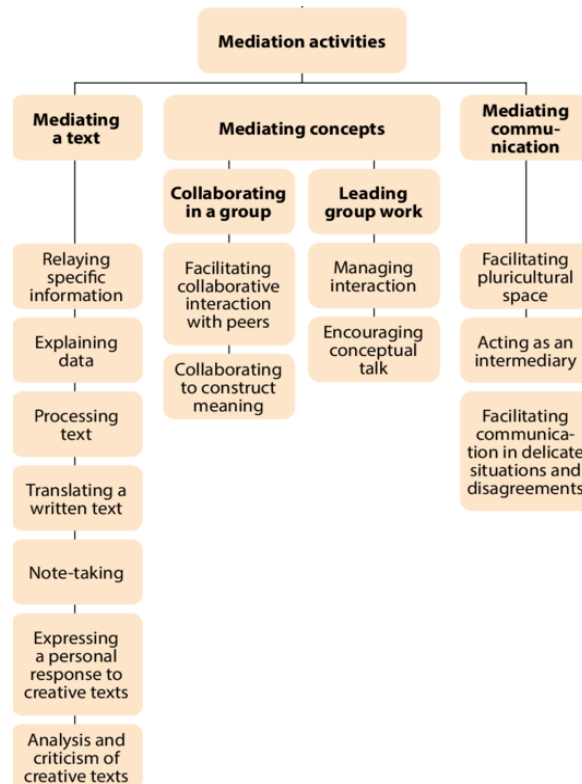 Mediation activities
Mediating
a text
Mediating concepts
Mediating
commu-
nication
Collaborating
in a group
Leading
group work
Relaying
specific
information
Explaining
data
Processing
text
Translating a
written text
Note-taking
Expressing
a personal
response to
creative texts
Analysis and
criticism of
creative texts
Facilitating
collaborative
interaction
with peers
Collaborating
to construct
meaning
Managing
interaction
Encouraging
conceptual
talk
Facilitating
pluricultural
space
Acting as an
intermediary
Facilitating
communica-
tion in delicate
situations and
disagreements